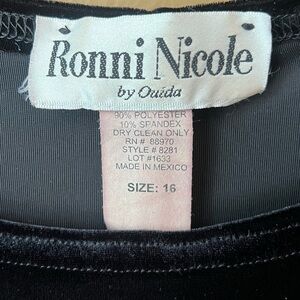 Ronni Nicole
by Ouida
90% POLYESTER
10% SPANDEX
DRY CLEAN ONLY
RN # 88970
STYLE # 8281
LOT #1633
MADE IN MEXICO
SIZE: 16